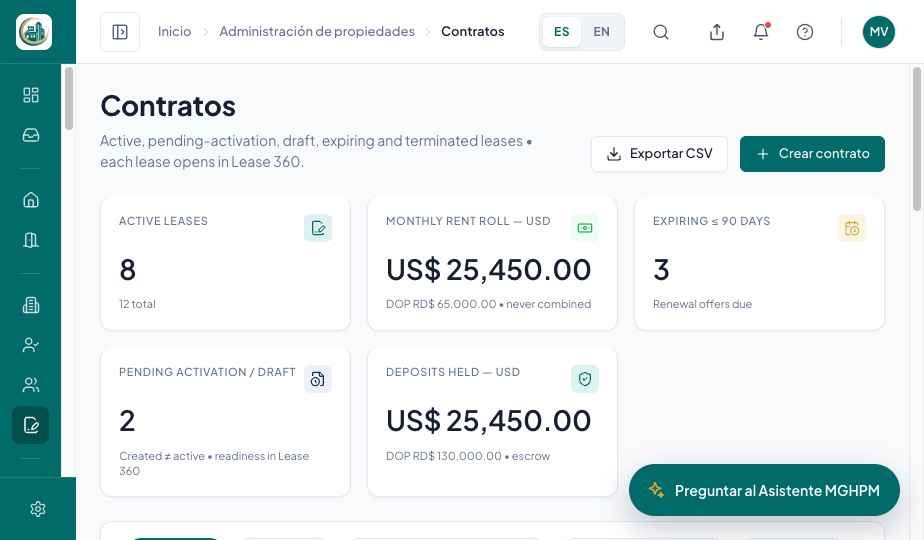 Inicio
Administración de propiedades
Contratos
ES
EN
MV
Contratos
Active, pending-activation, draft, expiring and terminated leases •
each lease opens in Lease 360.
Exportar CSV
Crear contrato
ACTIVE LEASES
8
12 total
MONTHLY RENT ROLL — USD
US$ 25,450.00
DOP RD$ 65,000.00 • never combined
EXPIRING ≤ 90 DAYS
3
Renewal offers due
PENDING ACTIVATION / DRAFT
2
Created ≠ active • readiness in Lease
360
DEPOSITS HELD — USD
US$ 25,450.00
DOP RD$ 130,000.00 • escrow
Preguntar al Asistente MGHPM